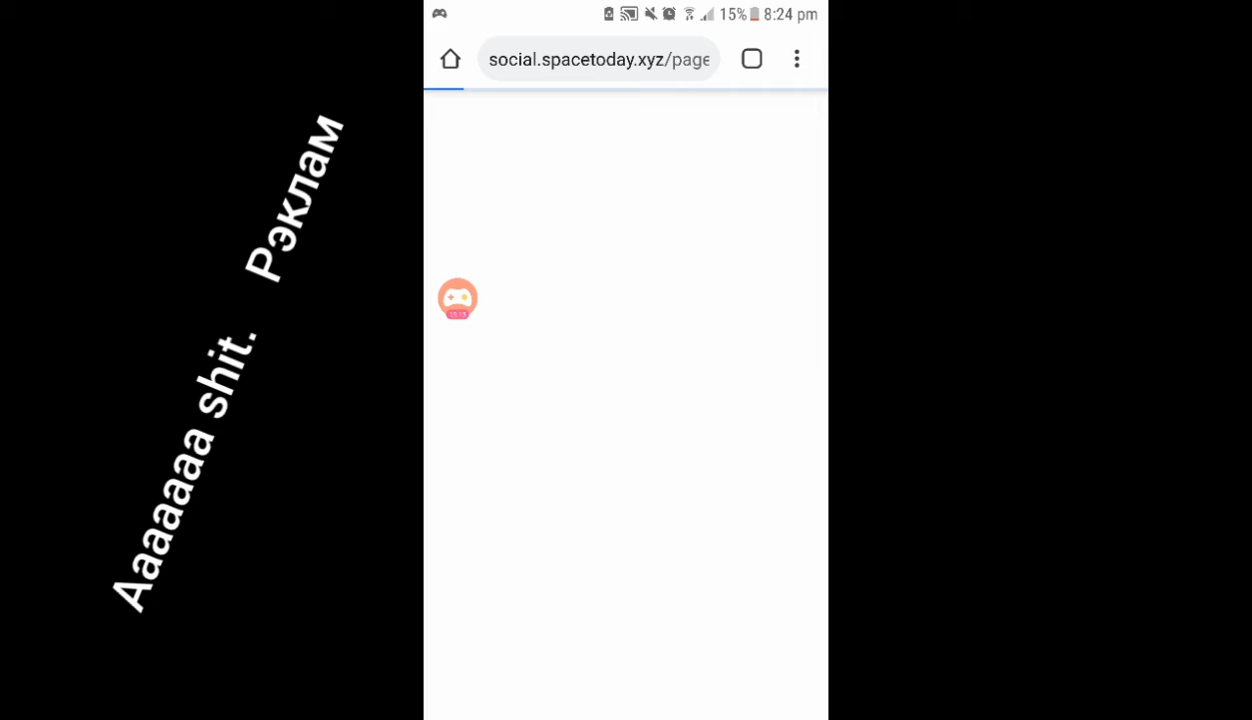 15% 8:24 pm
social.spacetoday.xyz/page
Aaaaaaa shit. Рэклам